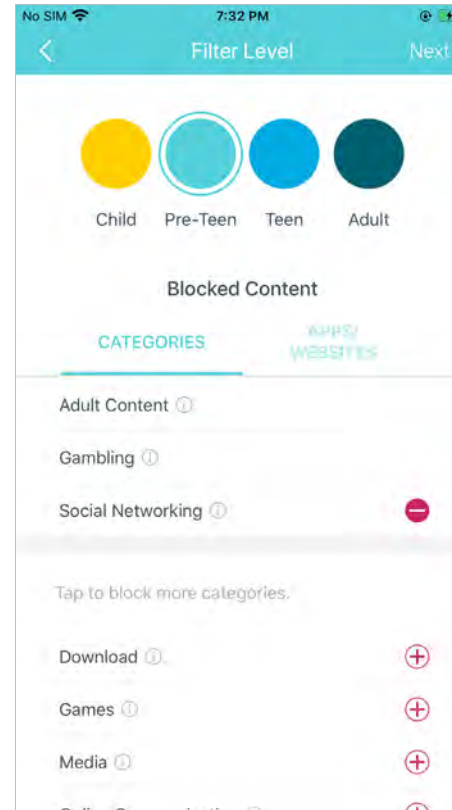 No SIM 7:32 PM
Filter Level Next
Child Pre-Teen Teen Adult
Blocked Content
CATEGORIES
APPS/
WEBSITES
Adult Content
Gambling
Social Networking
Tap to block more categories.
Download
Games
Media